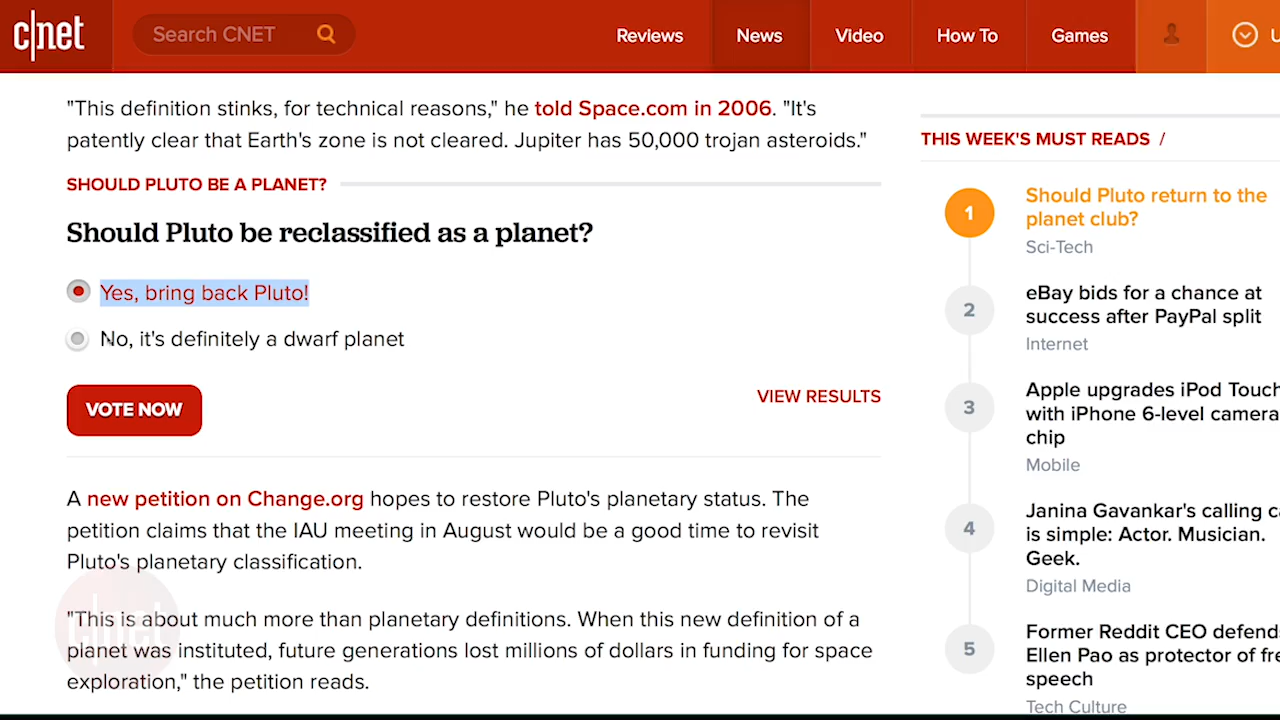 c|net
Search CNET
Reviews
News
Video
How To
Games
U
"This definition stinks, for technical reasons," he told Space.com in 2006. "It's
patently clear that Earth's zone is not cleared. Jupiter has 50,000 trojan asteroids."
SHOULD PLUTO BE A PLANET?
Should Pluto be reclassified as a planet?
Yes, bring back Pluto!
No, it's definitely a dwarf planet
VOTE NOW
VIEW RESULTS
A new petition on Change.org hopes to restore Pluto's planetary status. The
petition claims that the IAU meeting in August would be a good time to revisit
Pluto's planetary classification.
"This is about much more than planetary definitions. When this new definition of a
planet was instituted, future generations lost millions of dollars in funding for space
exploration," the petition reads.
c|net
THIS WEEK'S MUST READS /
1
Should Pluto return to the
planet club?
Sci-Tech
2
eBay bids for a chance at
success after PayPal split
Internet
3
Apple upgrades iPod Touch
with iPhone 6-level camera
chip
Mobile
4
Janina Gavankar's calling ca
is simple: Actor. Musician.
Geek.
Digital Media
5
Former Reddit CEO defends
Ellen Pao as protector of fre
speech
Tech Culture